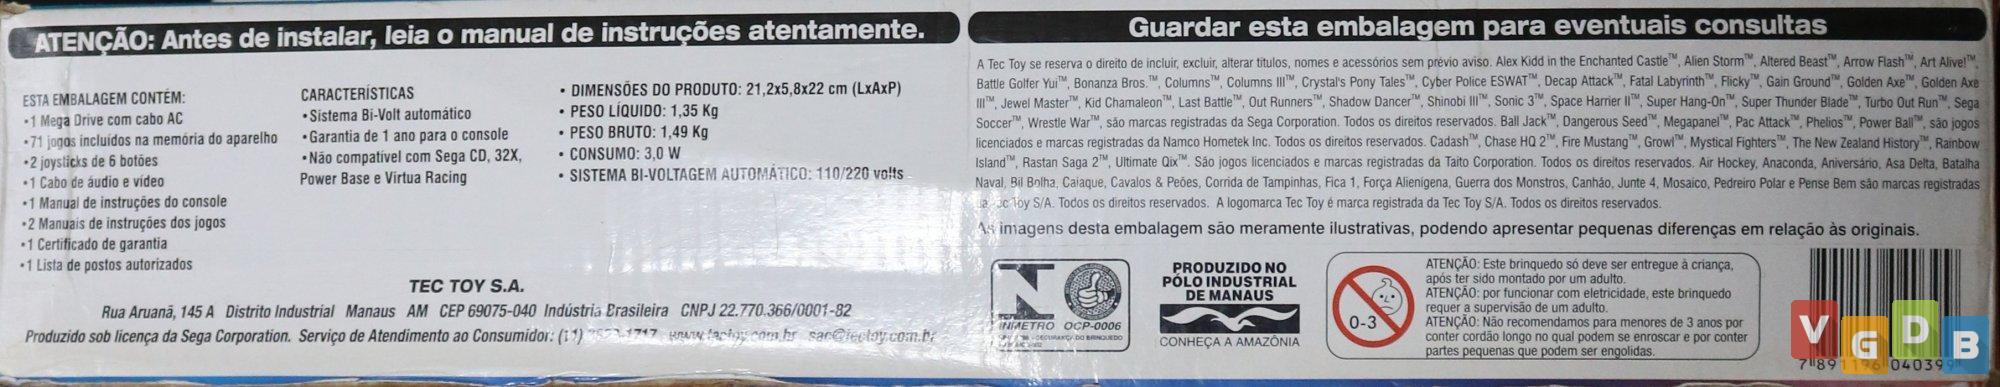 ATENÇÃO: Antes de instalar, leia o manual de instruções atentamente.
ESTA EMBALAGEM CONTÉM:
•1 Mega Drive com cabo AC
•71 jogos incluídos na memória do aparelho
•2 joysticks de 6 botões
•1 Cabo de áudio e vídeo
•1 Manual de instruções do console
•2 Manuais de instruções dos jogos
•1 Certificado de garantia
•1 Lista de postos autorizados
CARACTERÍSTICAS
•Sistema Bi-Volt automático
•Garantia de 1 ano para o console
•Não compatível com Sega CD, 32X,
Power Base e Virtua Racing
• DIMENSÕES DO PRODUTO: 21,2x5,8x22 cm (LxAxP)
• PESO LÍQUIDO: 1,35 Kg
• PESO BRUTO: 1,49 Kg
• CONSUMO: 3,0 W
• SISTEMA BI-VOLTAGEM AUTOMÁTICO: 110/220 volts
TEC TOY S.A.
Rua Aruanã, 145 A Distrito Industrial Manaus AM CEP 69075-040 Indústria Brasileira CNPJ 22.770.366/0001-82
Produzido sob licença da Sega Corporation. Serviço de Atendimento ao Consumidor: (11) www.tectoy.com.br sac@tectoy.com.br
Guardar esta embalagem para eventuais consultas
A Tec Toy se reserva o direito de incluir, excluir, alterar titulos, nomes e acessórios sem prévio aviso. Alex Kidd in the Enchanted Castle™, Alien Storm™, Altered Beast™, Arrow Flash™, Art Alive!™,
Battle Golfer Yui™, Bonanza Bros.™, Columns™, Columns III™, Crystal's Pony Tales™, Cyber Police ESWAT™, Decap Attack™, Fatal Labyrinth™, Flicky™, Gain Ground™, Golden Axe™, Golden Axe
III™, Jewel Master™, Kid Chamaleon™, Last Battle™, Out Runners™, Shadow Dancer™, Shinobi III™, Sonic 3™, Space Harrier II™, Super Hang-On™, Super Thunder Blade™, Turbo Out Run™, Sega
Soccer™, Wrestle War™, são marcas registradas da Sega Corporation. Todos os direitos reservados. Ball Jack™, Dangerous Seed™, Megapanel™, Pac Attack™, Phelios™, Power Ball™, são jogos
licenciados e marcas registradas da Namco Hometek Inc. Todos os direitos reservados. Cadash™, Chase HQ 2™, Fire Mustang™, Growl™, Mystical Fighters™, The New Zealand History™, Rainbow
Island™, Rastan Saga 2™, Ultimate Qix™. São jogos licenciados e marcas registradas da Taito Corporation. Todos os direitos reservados. Air Hockey, Anaconda, Aniversário, Asa Delta, Batalha
Naval, Bil Bolha, Caiaque, Cavalos & Peões, Corrida de Tampinhas, Fica 1, Força Alienígena, Guerra dos Monstros, Canhão, Junte 4, Mosaico, Pedreiro Polar e Pense Bem são marcas registradas
Toy S/A. Todos os direitos reservados. A logomarca Tec Toy é marca registrada da Tec Toy S/A. Todos os direitos reservados.
As imagens desta embalagem são meramente ilustrativas, podendo apresentar pequenas diferenças em relação às originais.
INMETRO OCP-0006
SEGURANÇA DO BRINQUEDO
PRODUZIDO NO
PÓLO INDUSTRIAL
DE MANAUS
CONHEÇA A AMAZÔNIA
0-3
ATENÇÃO: Este brinquedo só deve ser entregue à criança,
após ter sido montado por um adulto.
ATENÇÃO: por funcionar com eletricidade, este brinquedo
requer a supervisão de um adulto.
ATENÇÃO: Não recomendamos para menores de 3 anos por
conter cordão longo no qual podem se enroscar e por conter
partes pequenas que podem ser engolidas.
7 891196 040399
VGDB